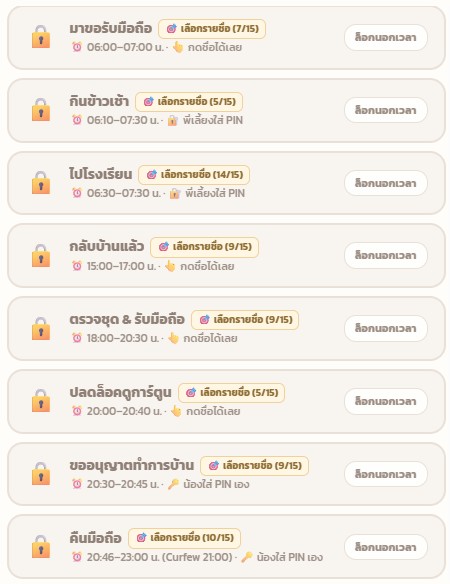 มาขอรับมือถือ 🎯 เลือกรายชื่อ (7/15)
⏰ 06:00–07:00 น. · 👆 กดชื่อได้เลย
ล็อกนอกเวลา
กินข้าวเช้า 🎯 เลือกรายชื่อ (5/15)
⏰ 06:10–07:30 น. · 🔐 พี่เลี้ยงใส่ PIN
ล็อกนอกเวลา
ไปโรงเรียน 🎯 เลือกรายชื่อ (14/15)
⏰ 06:30–07:30 น. · 🔐 พี่เลี้ยงใส่ PIN
ล็อกนอกเวลา
กลับบ้านแล้ว 🎯 เลือกรายชื่อ (9/15)
⏰ 15:00–17:00 น. · 👆 กดชื่อได้เลย
ล็อกนอกเวลา
ตรวจชุด & รับมือถือ 🎯 เลือกรายชื่อ (9/15)
⏰ 18:00–20:30 น. · 👆 กดชื่อได้เลย
ล็อกนอกเวลา
ปลดล็อคดูการ์ตูน 🎯 เลือกรายชื่อ (5/15)
⏰ 20:00–20:40 น. · 👆 กดชื่อได้เลย
ล็อกนอกเวลา
ขออนุญาตทำการบ้าน 🎯 เลือกรายชื่อ (9/15)
⏰ 20:30–20:45 น. · 🔑 น้องใส่ PIN เอง
ล็อกนอกเวลา
คืนมือถือ 🎯 เลือกรายชื่อ (10/15)
⏰ 20:46–23:00 น. (Curfew 21:00) · 🔑 น้องใส่ PIN เอง
ล็อกนอกเวลา